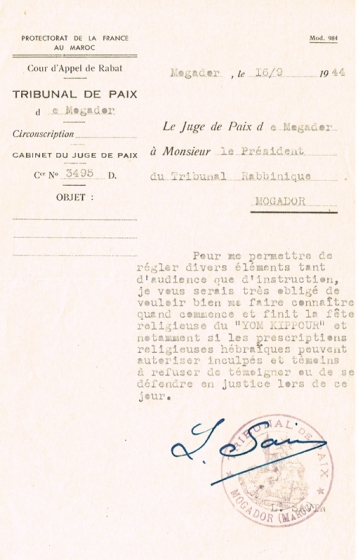 PROTECTORAT DE LA FRANCE
AU MAROC
Mod. 984
Cour d'Appel de Rabat
Mogador, le 16/9 1944
TRIBUNAL DE PAIX
d e Mogador
Circonscription
CABINET DU JUGE DE PAIX
Cer No 3495 D.
OBJET :
Le Juge de Paix d e Mogador
à Monsieur le Président
du Tribunal Rabbinique
MOGADOR
Pour me permettre de
régler divers éléments tant
d'audience que d'instruction,
je vous serais très obligé de
vouloir bien me faire connaître
quand commence et finit la fête
religieuse du "YOM KIPPOUR" et
notamment si les prescriptions
religieuses hébraïques peuvent
autoriser inculpés et témoins
à refuser de témoigner ou de se
défendre en justice lors de ce
jour.
TRIBUNAL DE PAIX
MOGADOR (MAROC)